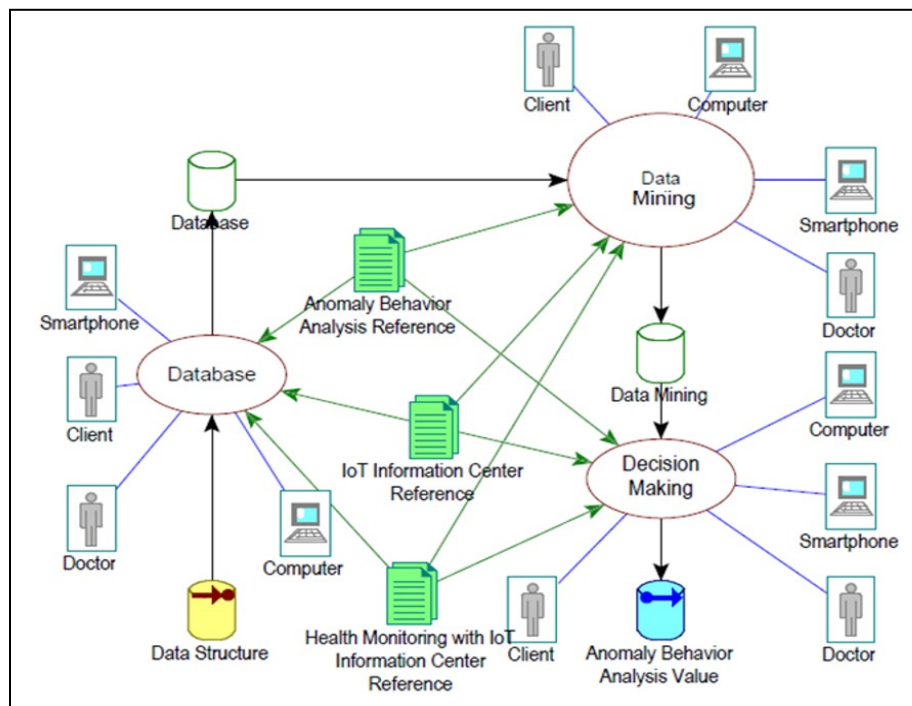 Client
Computer
Data
Mining
Smartphone
Database
Anomaly Behavior
Analysis Reference
Smartphone
Doctor
Database
Data Mining
Client
Computer
IoT Information Center
Reference
Decision
Making
Smartphone
Doctor
Computer
Data Structure
Health Monitoring with IoT
Information Center
Reference
Client
Anomaly Behavior
Analysis Value
Doctor